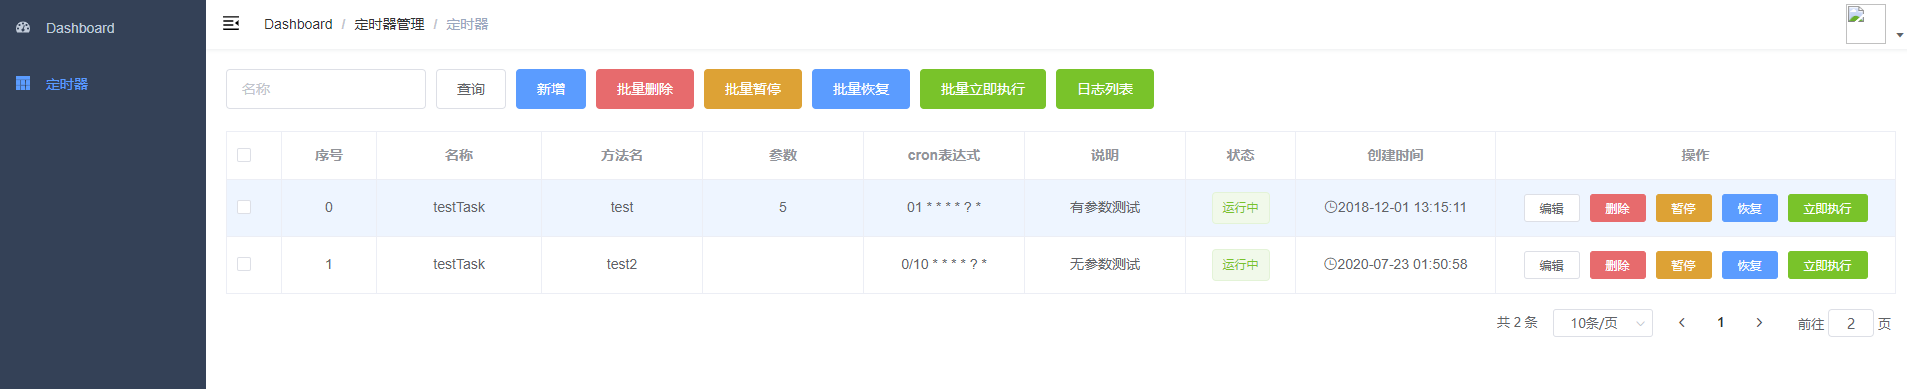 Dashboard
定时器
Dashboard / 定时器管理 / 定时器
名称 查询 新增 批量删除 批量暂停 批量恢复 批量立即执行 日志列表
序号 名称 方法名 参数 cron表达式 说明 状态 创建时间 操作
0 testTask test 5 01 * * * * ? * 有参数测试 运行中 2018-12-01 13:15:11 编辑 删除 暂停 恢复 立即执行
1 testTask test2 0/10 * * * * ? * 无参数测试 运行中 2020-07-23 01:50:58 编辑 删除 暂停 恢复 立即执行
共 2 条 10条/页 1 前往 2 页